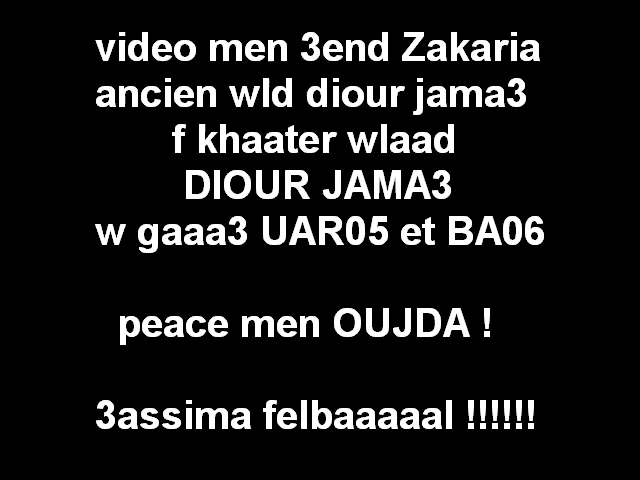 video men 3end Zakaria
ancien wld diour jama3
f khaater wlaad
DIOUR JAMA3
w gaaa3 UAR05 et BA06
peace men OUJDA !
3assima felbaaaaal !!!!!!